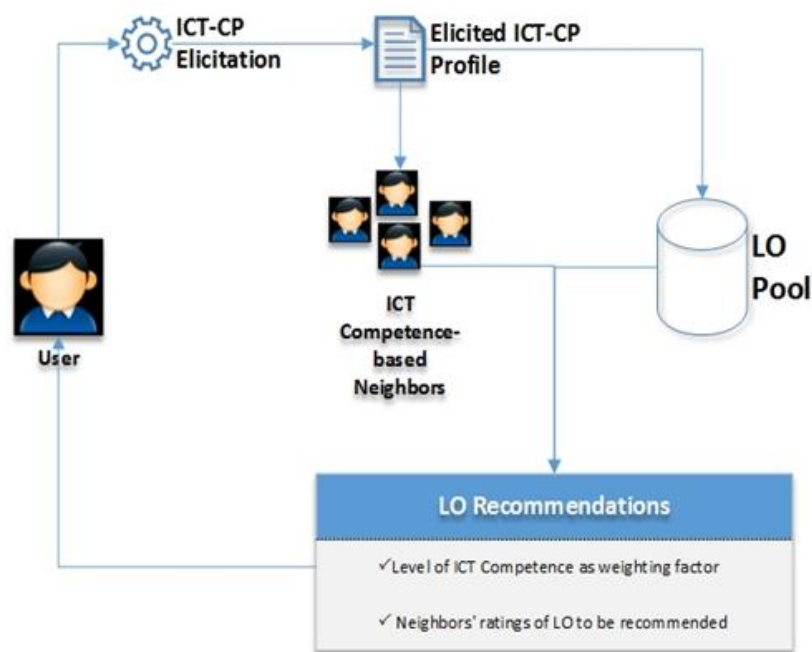 ICT-CP
Elicitation
Elicited ICT-CP
Profile
LO
Pool
User
ICT
Competence-
based
Neighbors
LO Recommendations
✓Level of ICT Competence as weighting factor
✓ Neighbors' ratings of LO to be recommended